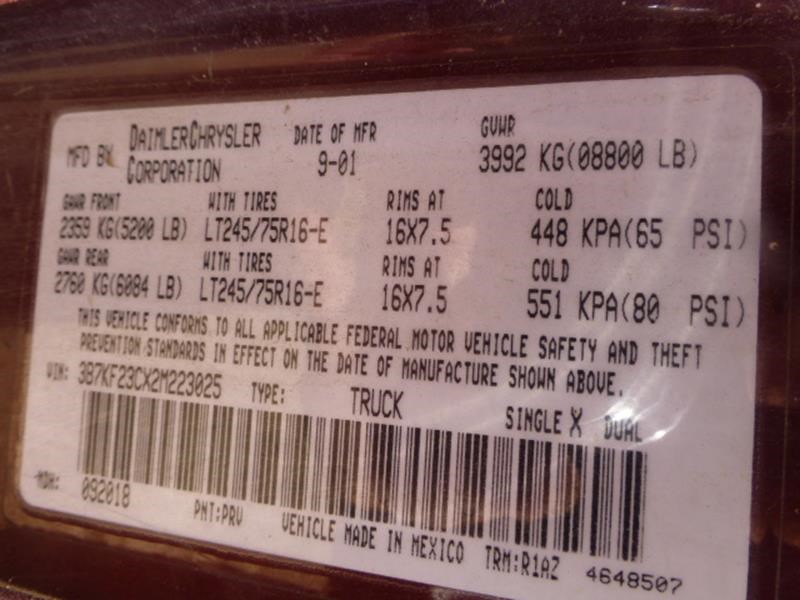 MFD BY DAIMLERCHRYSLER CORPORATION DATE OF MFR 9-01 GVWR 3992 KG(08800 LB)
GAWR FRONT WITH TIRES RIMS AT COLD
2359 KG(5200 LB) LT245/75R16-E 16X7.5 448 KPA(65 PSI)
GAWR REAR WITH TIRES RIMS AT COLD
2760 KG(6084 LB) LT245/75R16-E 16X7.5 551 KPA(80 PSI)
THIS VEHICLE CONFORMS TO ALL APPLICABLE FEDERAL MOTOR VEHICLE SAFETY AND THEFT
PREVENTION STANDARDS IN EFFECT ON THE DATE OF MANUFACTURE SHOWN ABOVE.
VIN: 3B7KF23CX2M223025 TYPE: TRUCK SINGLE X DUAL
MDH: 092018
PNT:PRV VEHICLE MADE IN MEXICO TRM:R1AZ 4648507